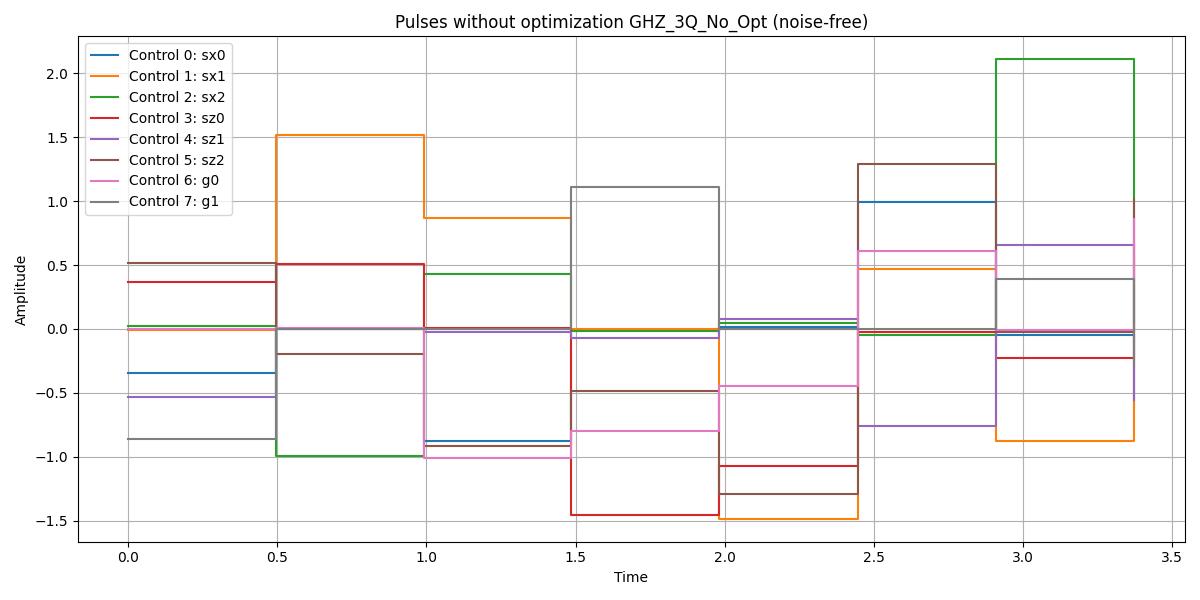 Pulses without optimization GHZ_3Q_No_Opt (noise-free)
Control 0: sx0
Control 1: sx1
Control 2: sx2
Control 3: sz0
Control 4: sz1
Control 5: sz2
Control 6: g0
Control 7: g1
Amplitude
2.0
1.5
1.0
0.5
0.0
−0.5
−1.0
−1.5
0.0 0.5 1.0 1.5 2.0 2.5 3.0 3.5
Time